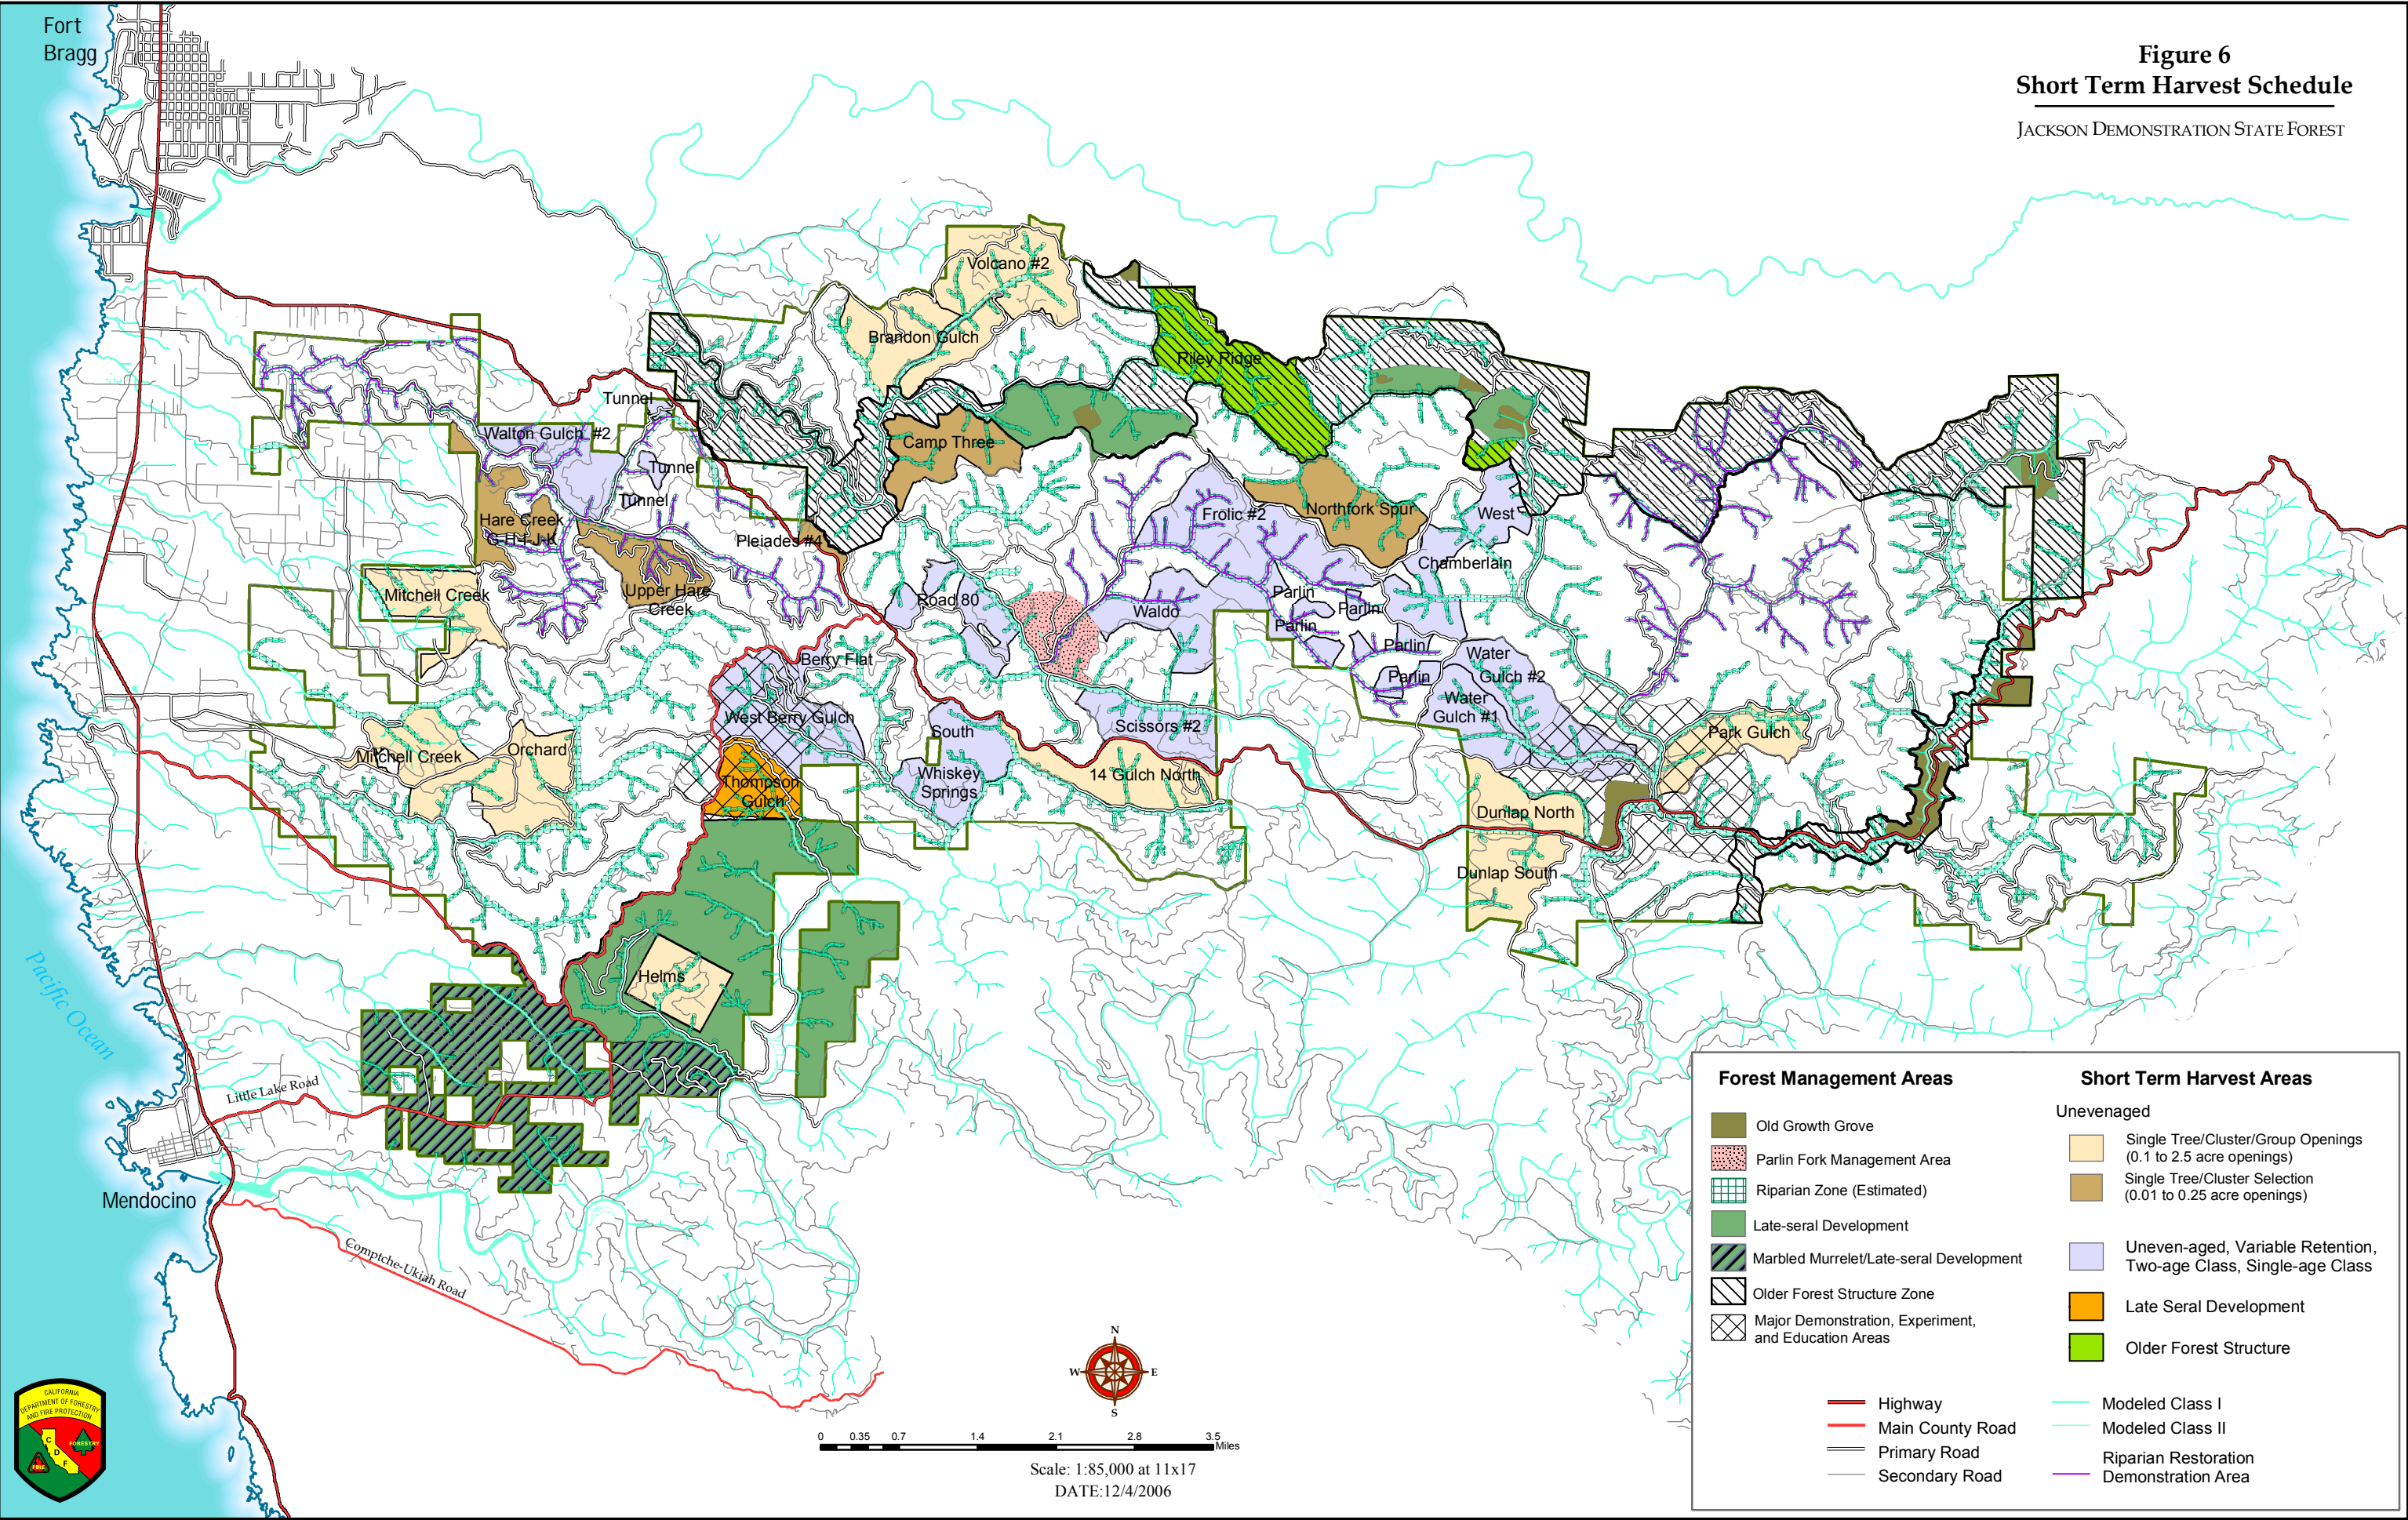 Fort
Bragg
Figure 6
Short Term Harvest Schedule
JACKSON DEMONSTRATION STATE FOREST
Volcano #2
Brandon Gulch
Riley Ridge
Tunnel
Walton Gulch #2
Camp Three
Tunnel
Tunnel
Hare Creek
G-H-I-J-K
Pleiades #4
Frolic #2
Northfork Spur
West
Chamberlain
Mitchell Creek
Upper Hare
Creek
Road 80
Waldo
Parlin
Parlin
Parlin
Parlin
Parlin
Berry Flat
Water
Gulch #2
Water
Gulch #1
West Berry Gulch
South
Whiskey
Springs
Scissors #2
Park Gulch
Mitchell Creek
Orchard
Thompson
Gulch
14 Gulch North
Dunlap North
Dunlap South
Helms
Pacific Ocean
Little Lake Road
Mendocino
Comptche-Ukiah Road
N
W
E
S
0 0.35 0.7 1.4 2.1 2.8 3.5
Miles
Scale: 1:85,000 at 11x17
DATE:12/4/2006
CALIFORNIA
DEPARTMENT OF FORESTRY
AND FIRE PROTECTION
C
D
F
FIRE
FORESTRY
Forest Management Areas
Old Growth Grove
Parlin Fork Management Area
Riparian Zone (Estimated)
Late-seral Development
Marbled Murrelet/Late-seral Development
Older Forest Structure Zone
Major Demonstration, Experiment,
and Education Areas
Short Term Harvest Areas
Unevenaged
Single Tree/Cluster/Group Openings
(0.1 to 2.5 acre openings)
Single Tree/Cluster Selection
(0.01 to 0.25 acre openings)
Uneven-aged, Variable Retention,
Two-age Class, Single-age Class
Late Seral Development
Older Forest Structure
Highway
Main County Road
Primary Road
Secondary Road
Modeled Class I
Modeled Class II
Riparian Restoration
Demonstration Area